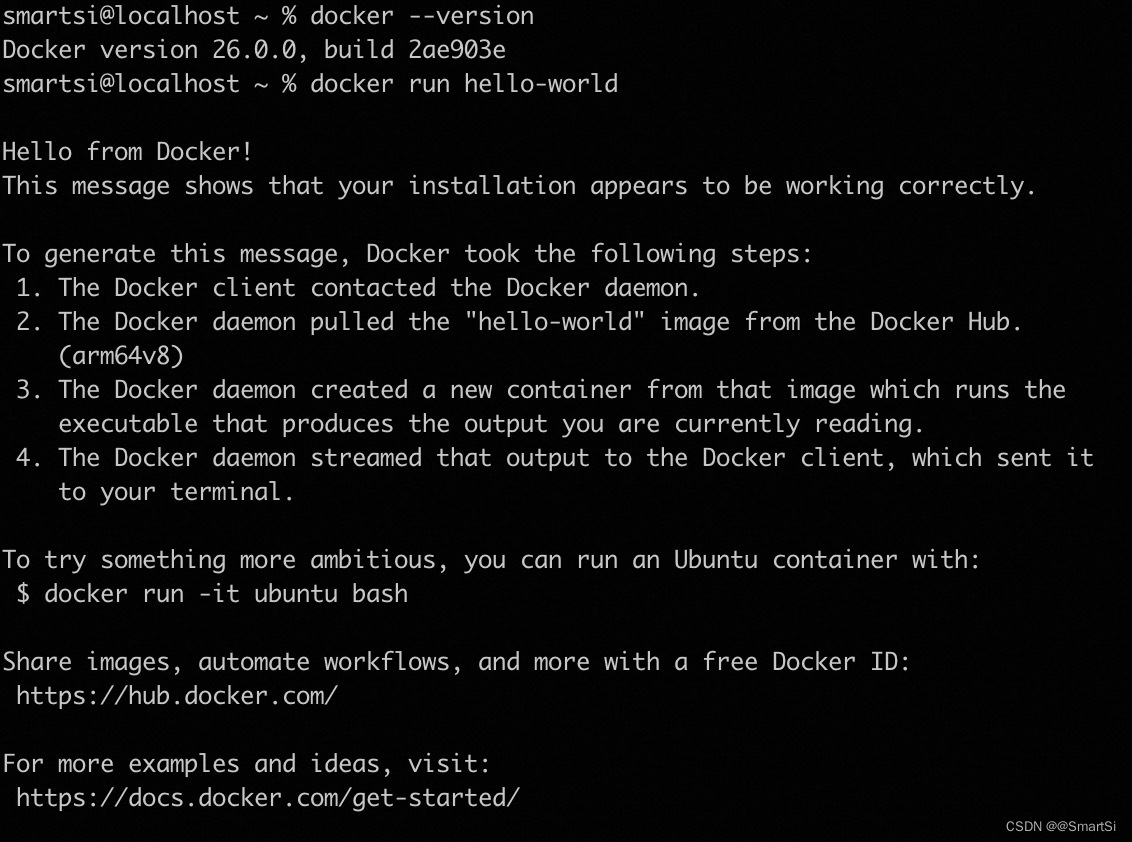 smartsi@localhost ~ % docker --version
Docker version 26.0.0, build 2ae903e
smartsi@localhost ~ % docker run hello-world
Hello from Docker!
This message shows that your installation appears to be working correctly.
To generate this message, Docker took the following steps:
1. The Docker client contacted the Docker daemon.
2. The Docker daemon pulled the "hello-world" image from the Docker Hub.
(arm64v8)
3. The Docker daemon created a new container from that image which runs the
executable that produces the output you are currently reading.
4. The Docker daemon streamed that output to the Docker client, which sent it
to your terminal.
To try something more ambitious, you can run an Ubuntu container with:
$ docker run -it ubuntu bash
Share images, automate workflows, and more with a free Docker ID:
https://hub.docker.com/
For more examples and ideas, visit:
https://docs.docker.com/get-started/
CSDN @@SmartSi